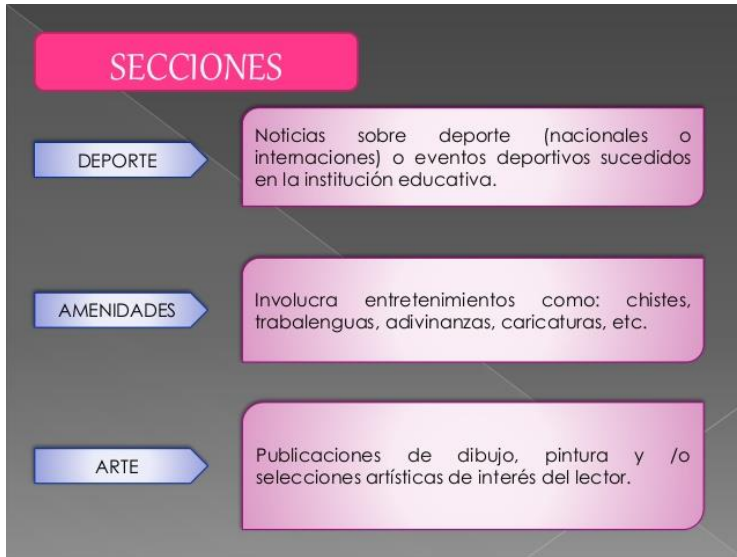 SECCIONES
DEPORTE
Noticias sobre deporte (nacionales o
internaciones) o eventos deportivos sucedidos
en la institución educativa.
AMENIDADES
Involucra entretenimientos como: chistes,
trabalenguas, adivinanzas, caricaturas, etc.
ARTE
Publicaciones de dibujo, pintura y /o
selecciones artísticas de interés del lector.